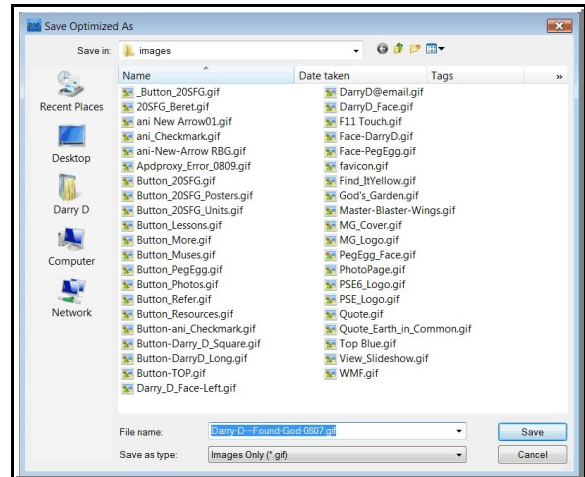 Save Optimized As
Save in: images
Name Date taken Tags »
Recent Places
Desktop
Darry D
Computer
Network
_Button_20SFG.gif
20SFG_Beret.gif
ani New Arrow01.gif
ani_Checkmark.gif
ani-New-Arrow RBG.gif
Apdproxy_Error_0809.gif
Button_20SFG.gif
Button_20SFG_Posters.gif
Button_20SFG_Units.gif
Button_Lessons.gif
Button_More.gif
Button_Muses.gif
Button_PegEgg.gif
Button_Photos.gif
Button_Refer.gif
Button_Resources.gif
Button-ani_Checkmark.gif
Button-Darry_D_Square.gif
Button-DarryD_Long.gif
Button-TOP.gif
Darry_D_Face-Left.gif
DarryD@email.gif
DarryD_Face.gif
F11 Touch.gif
Face-DarryD.gif
Face-PegEgg.gif
favicon.gif
Find_ItYellow.gif
God's_Garden.gif
Master-Blaster-Wings.gif
MG_Cover.gif
MG_Logo.gif
PegEgg_Face.gif
PhotoPage.gif
PSE6_Logo.gif
PSE_Logo.gif
Quote.gif
Quote_Earth_in_Common.gif
Top Blue.gif
View_Slideshow.gif
WMF.gif
File name: Darry-D---Found-God-0807.gif Save
Save as type: Images Only (*.gif) Cancel